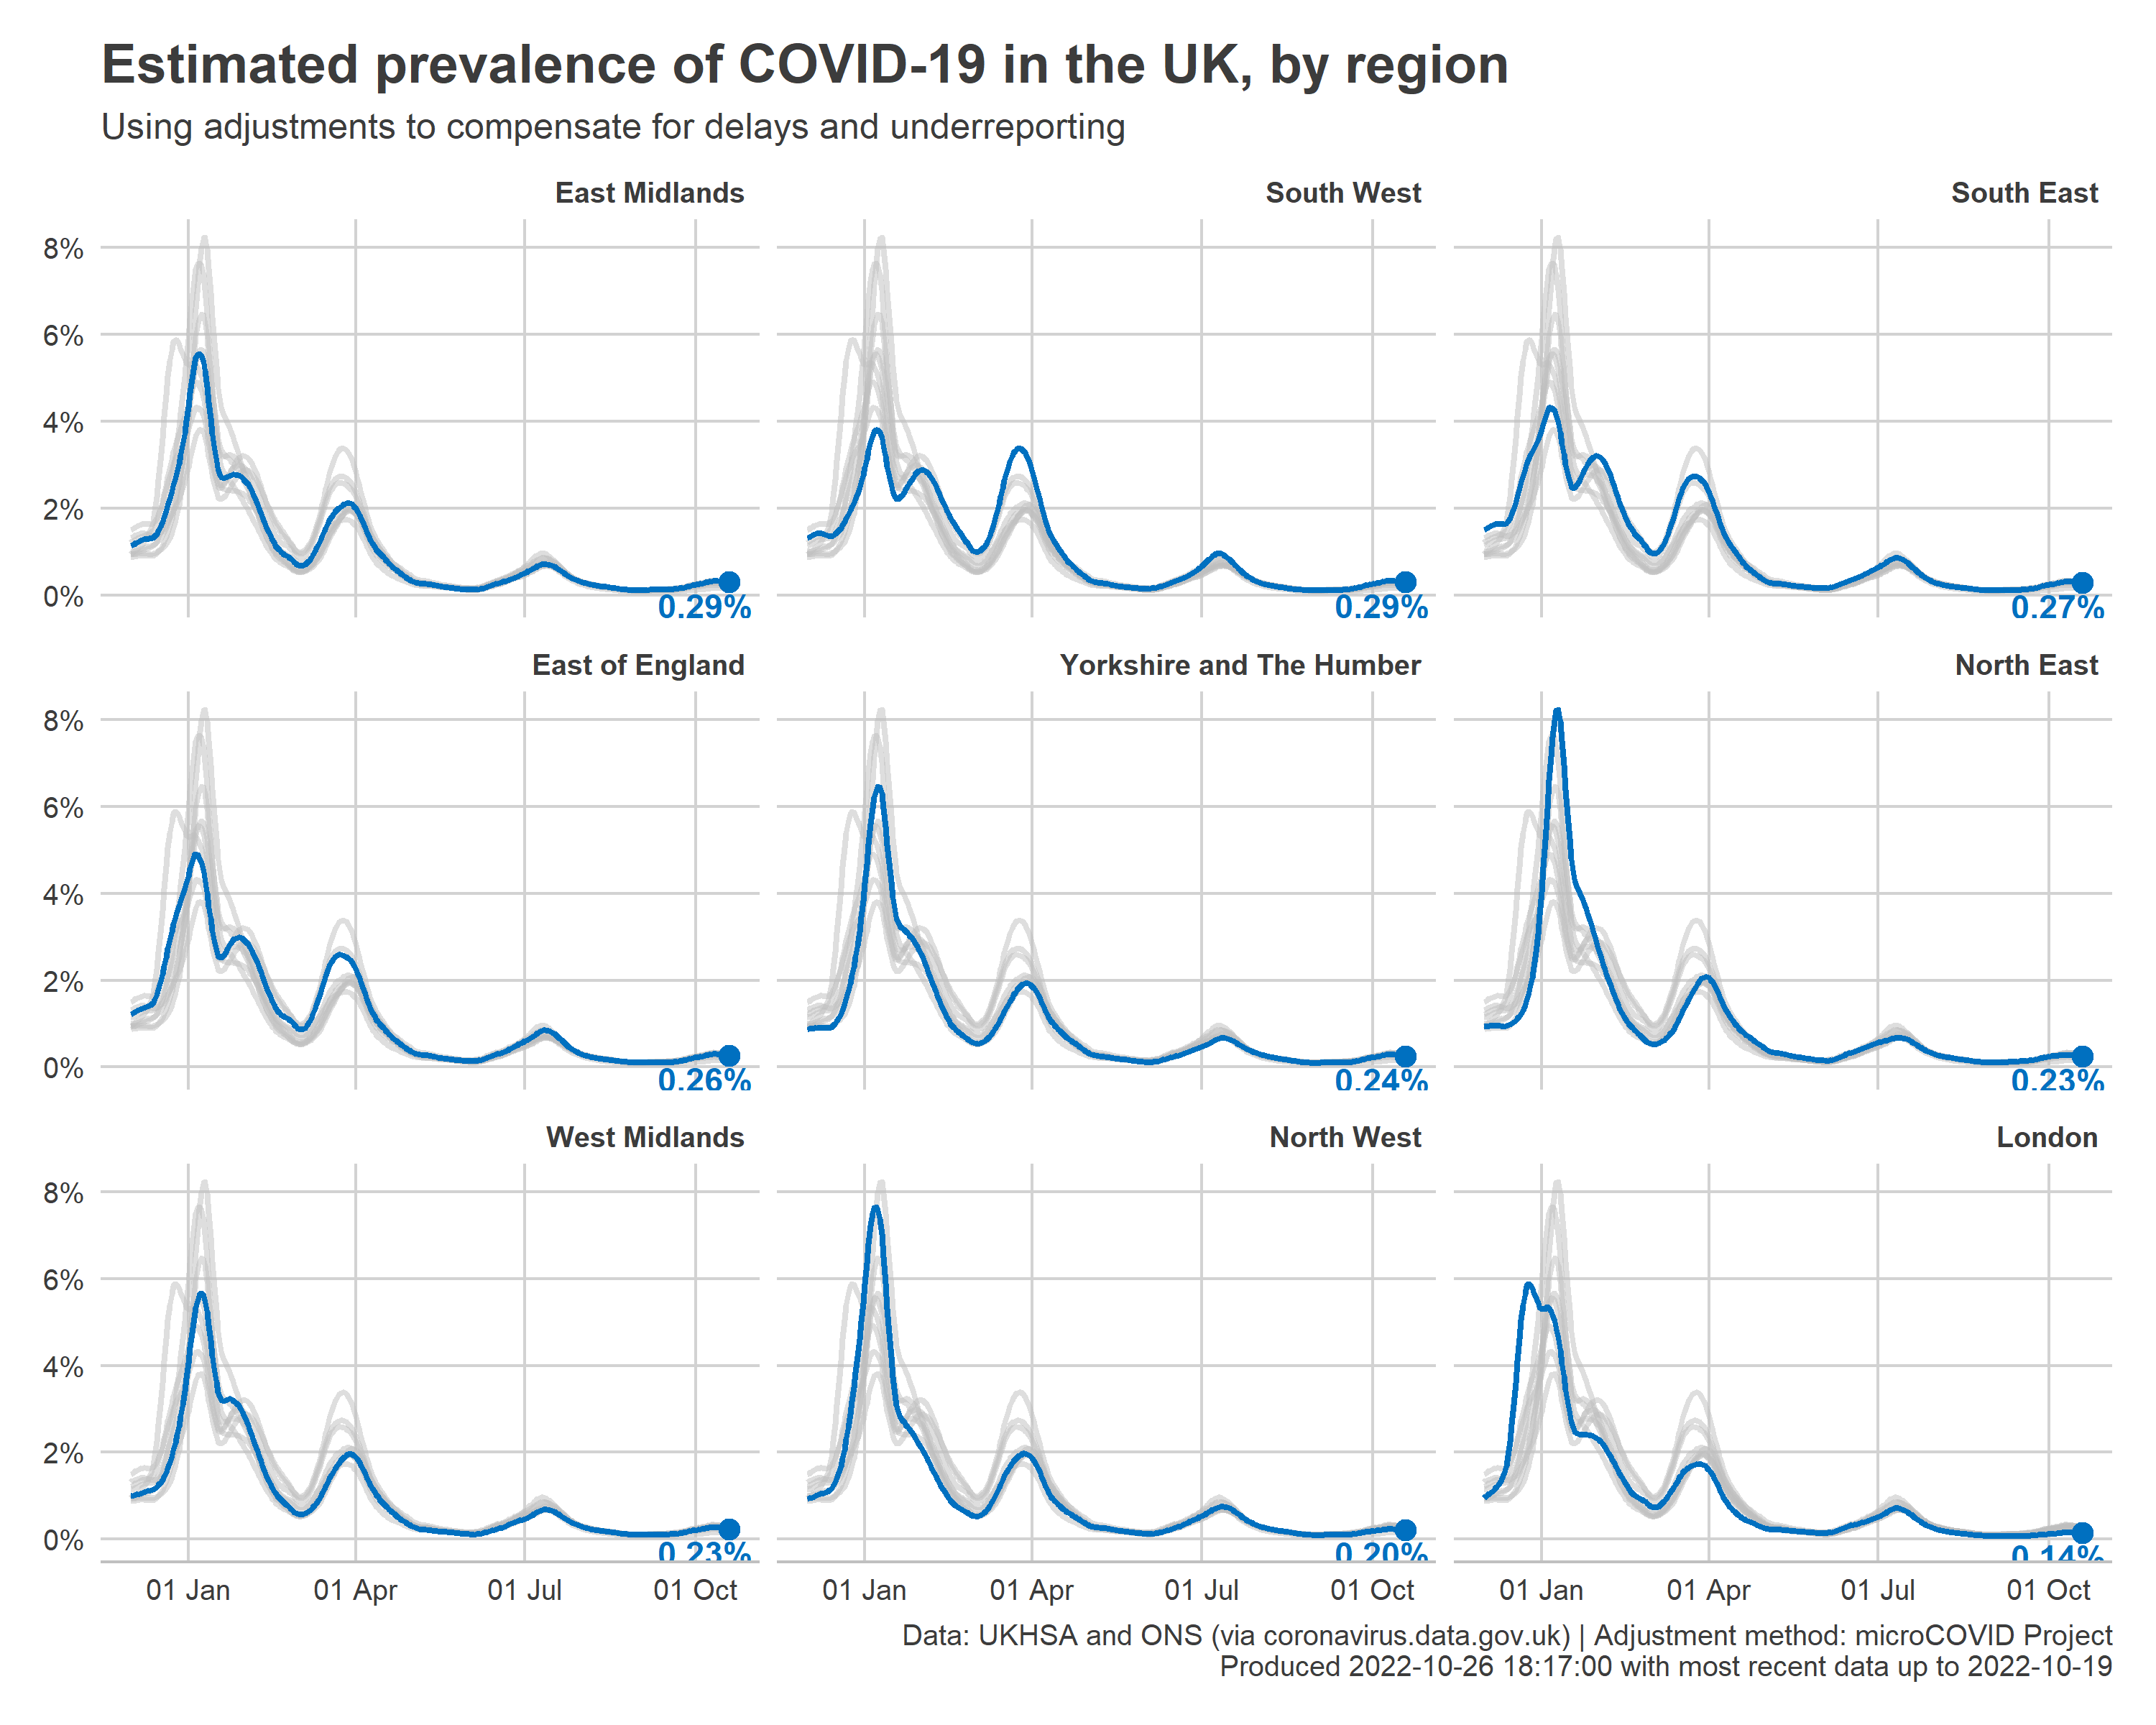 Estimated prevalence of COVID-19 in the UK, by region
Using adjustments to compensate for delays and underreporting
East Midlands
South West
South East
8%
6%
4%
2%
0%
0.29%
0.29%
0.27%
East of England
Yorkshire and The Humber
North East
8%
6%
4%
2%
0%
0.26%
0.24%
0.23%
West Midlands
North West
London
8%
6%
4%
2%
0%
0.23%
0.20%
0.14%
01 Jan 01 Apr 01 Jul 01 Oct
01 Jan 01 Apr 01 Jul 01 Oct
01 Jan 01 Apr 01 Jul 01 Oct
Data: UKHSA and ONS (via coronavirus.data.gov.uk) | Adjustment method: microCOVID Project
Produced 2022-10-26 18:17:00 with most recent data up to 2022-10-19